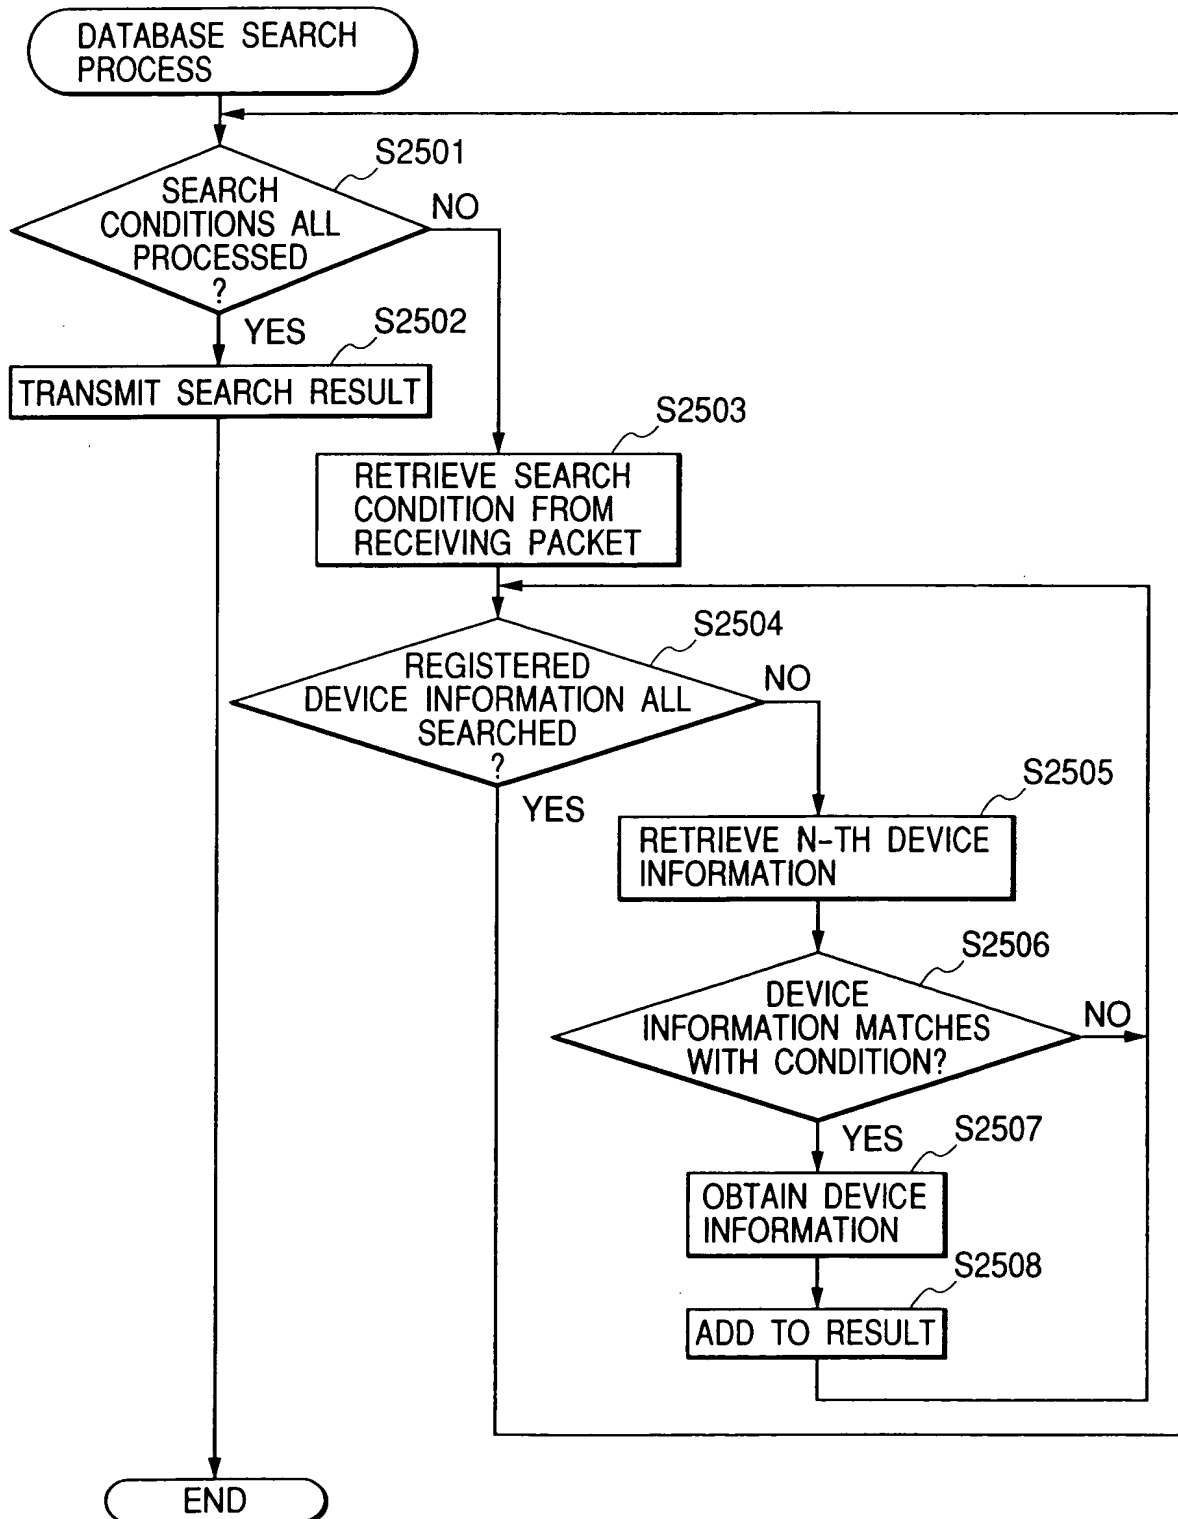 DATABASE SEARCH
PROCESS
S2501
SEARCH
CONDITIONS ALL
PROCESSED
?
NO
YES
S2502
TRANSMIT SEARCH RESULT
S2503
RETRIEVE SEARCH
CONDITION FROM
RECEIVING PACKET
S2504
REGISTERED
DEVICE INFORMATION ALL
SEARCHED
?
NO
YES
S2505
RETRIEVE N-TH DEVICE
INFORMATION
S2506
DEVICE
INFORMATION MATCHES
WITH CONDITION?
NO
YES
S2507
OBTAIN DEVICE
INFORMATION
S2508
ADD TO RESULT
END